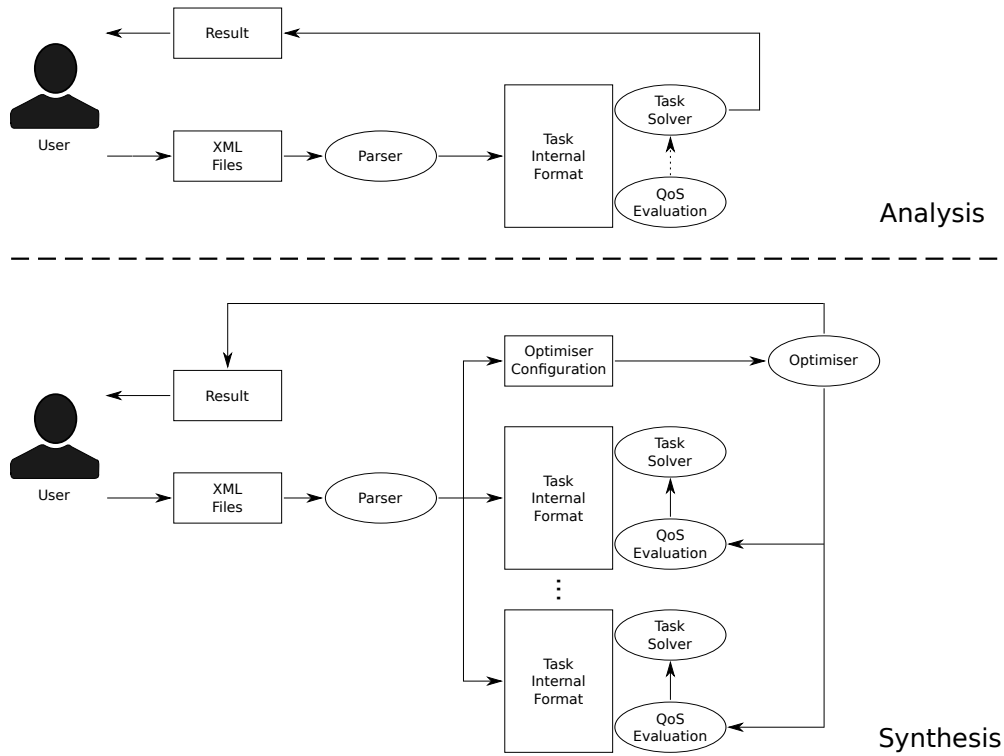 Result
User
XML
Files
Parser
Task
Internal
Format
Task
Solver
QoS
Evaluation
Analysis
Optimiser
Configuration
Optimiser
Result
User
XML
Files
Parser
Task
Internal
Format
Task
Solver
QoS
Evaluation
...
Task
Internal
Format
Task
Solver
QoS
Evaluation
Synthesis